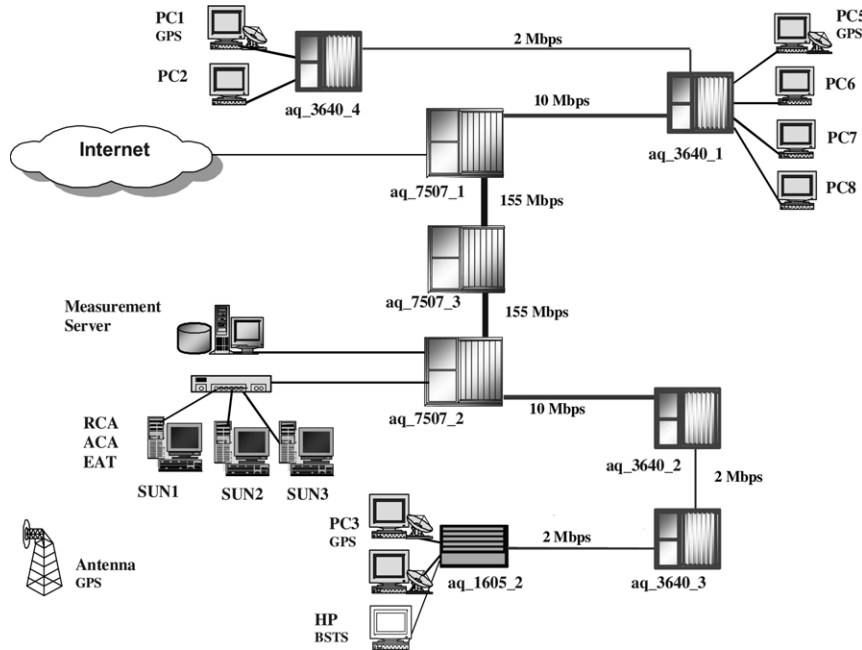 PC1
GPS
PC2
aq_3640_4
2 Mbps
PC5
GPS
PC6
PC7
PC8
10 Mbps
aq_3640_1
Internet
aq_7507_1
155 Mbps
aq_7507_3
155 Mbps
Measurement
Server
aq_7507_2
10 Mbps
RCA
ACA
EAT
SUN1
SUN2
SUN3
aq_3640_2
2 Mbps
PC3
GPS
2 Mbps
aq_1605_2
aq_3640_3
Antenna
GPS
HP
BSTS